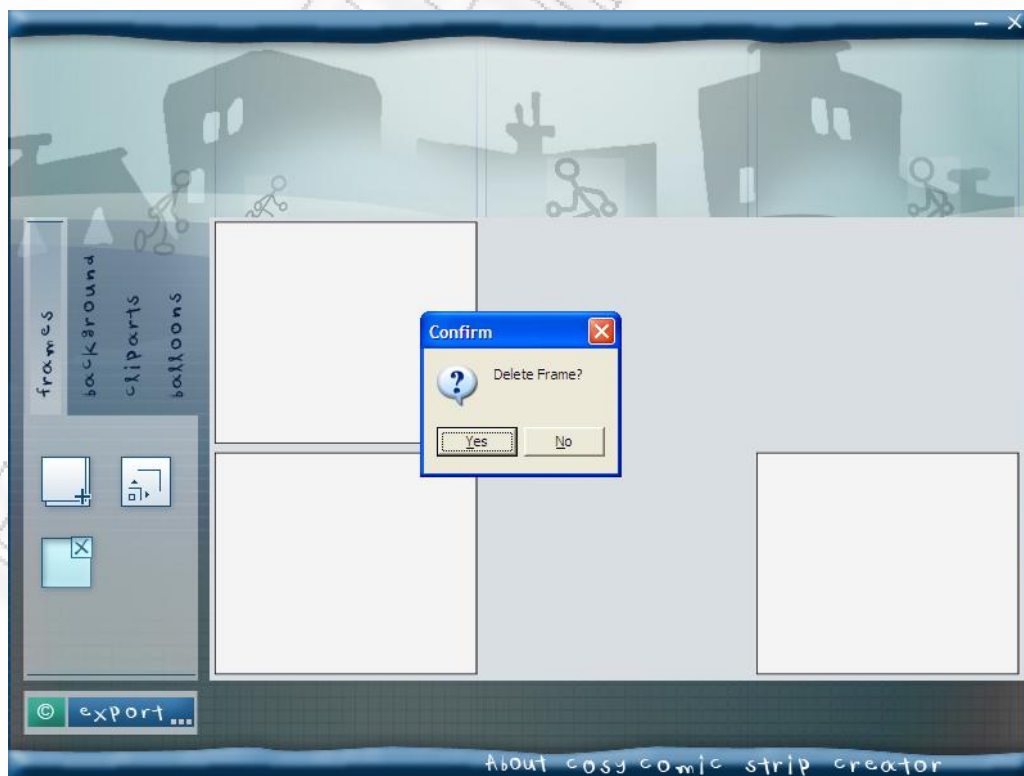 frames
background
cliparts
balloons
Confirm
Delete Frame?
Yes
No
© export...
About cosy comic strip creator